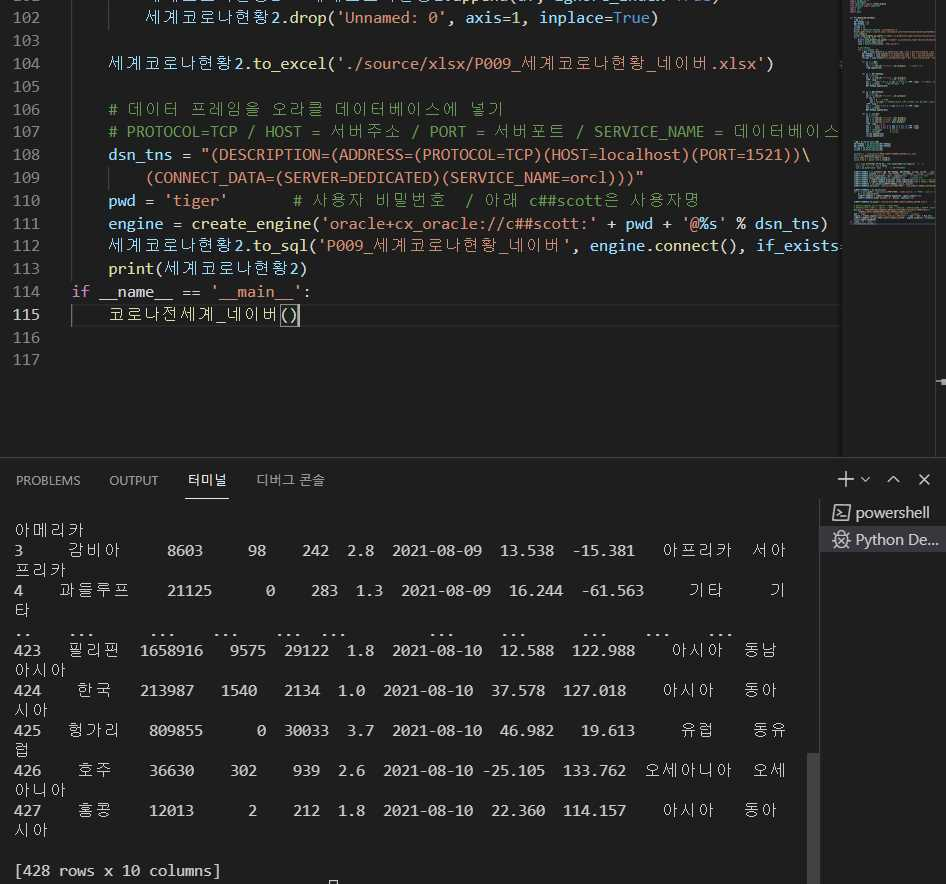 102 세계코로나현황2.drop('Unnamed: 0', axis=1, inplace=True)
103
104 세계코로나현황2.to_excel('./source/xlsx/P009_세계코로나현황_네이버.xlsx')
105
106 # 데이터 프레임을 오라클 데이터베이스에 넣기
107 # PROTOCOL=TCP / HOST = 서버주소 / PORT = 서버포트 / SERVICE_NAME = 데이터베이스
108 dsn_tns = "(DESCRIPTION=(ADDRESS=(PROTOCOL=TCP)(HOST=localhost)(PORT=1521))\
109 (CONNECT_DATA=(SERVER=DEDICATED)(SERVICE_NAME=orcl)))"
110 pwd = 'tiger' # 사용자 비밀번호 / 아래 c##scott은 사용자명
111 engine = create_engine('oracle+cx_oracle://c##scott:' + pwd + '@%s' % dsn_tns)
112 세계코로나현황2.to_sql('P009_세계코로나현황_네이버', engine.connect(), if_exists=
113 print(세계코로나현황2)
114 if __name__ == '__main__':
115 코로나전세계_네이버()
116
117
PROBLEMS OUTPUT 터미널 디버그 콘솔
powershell
Python De...
아메리카
3 감비아 8603 98 242 2.8 2021-08-09 13.538 -15.381 아프리카 서아
프리카
4 과들루프 21125 0 283 1.3 2021-08-09 16.244 -61.563 기타 기
타
.. ... ... ... ... ... ... ... ... ... ...
423 필리핀 1658916 9575 29122 1.8 2021-08-10 12.588 122.988 아시아 동남
아시아
424 한국 213987 1540 2134 1.0 2021-08-10 37.578 127.018 아시아 동아
시아
425 헝가리 809855 0 30033 3.7 2021-08-10 46.982 19.613 유럽 동유
럽
426 호주 36630 302 939 2.6 2021-08-10 -25.105 133.762 오세아니아 오세
아니아
427 홍콩 12013 2 212 1.8 2021-08-10 22.360 114.157 아시아 동아
시아
[428 rows x 10 columns]